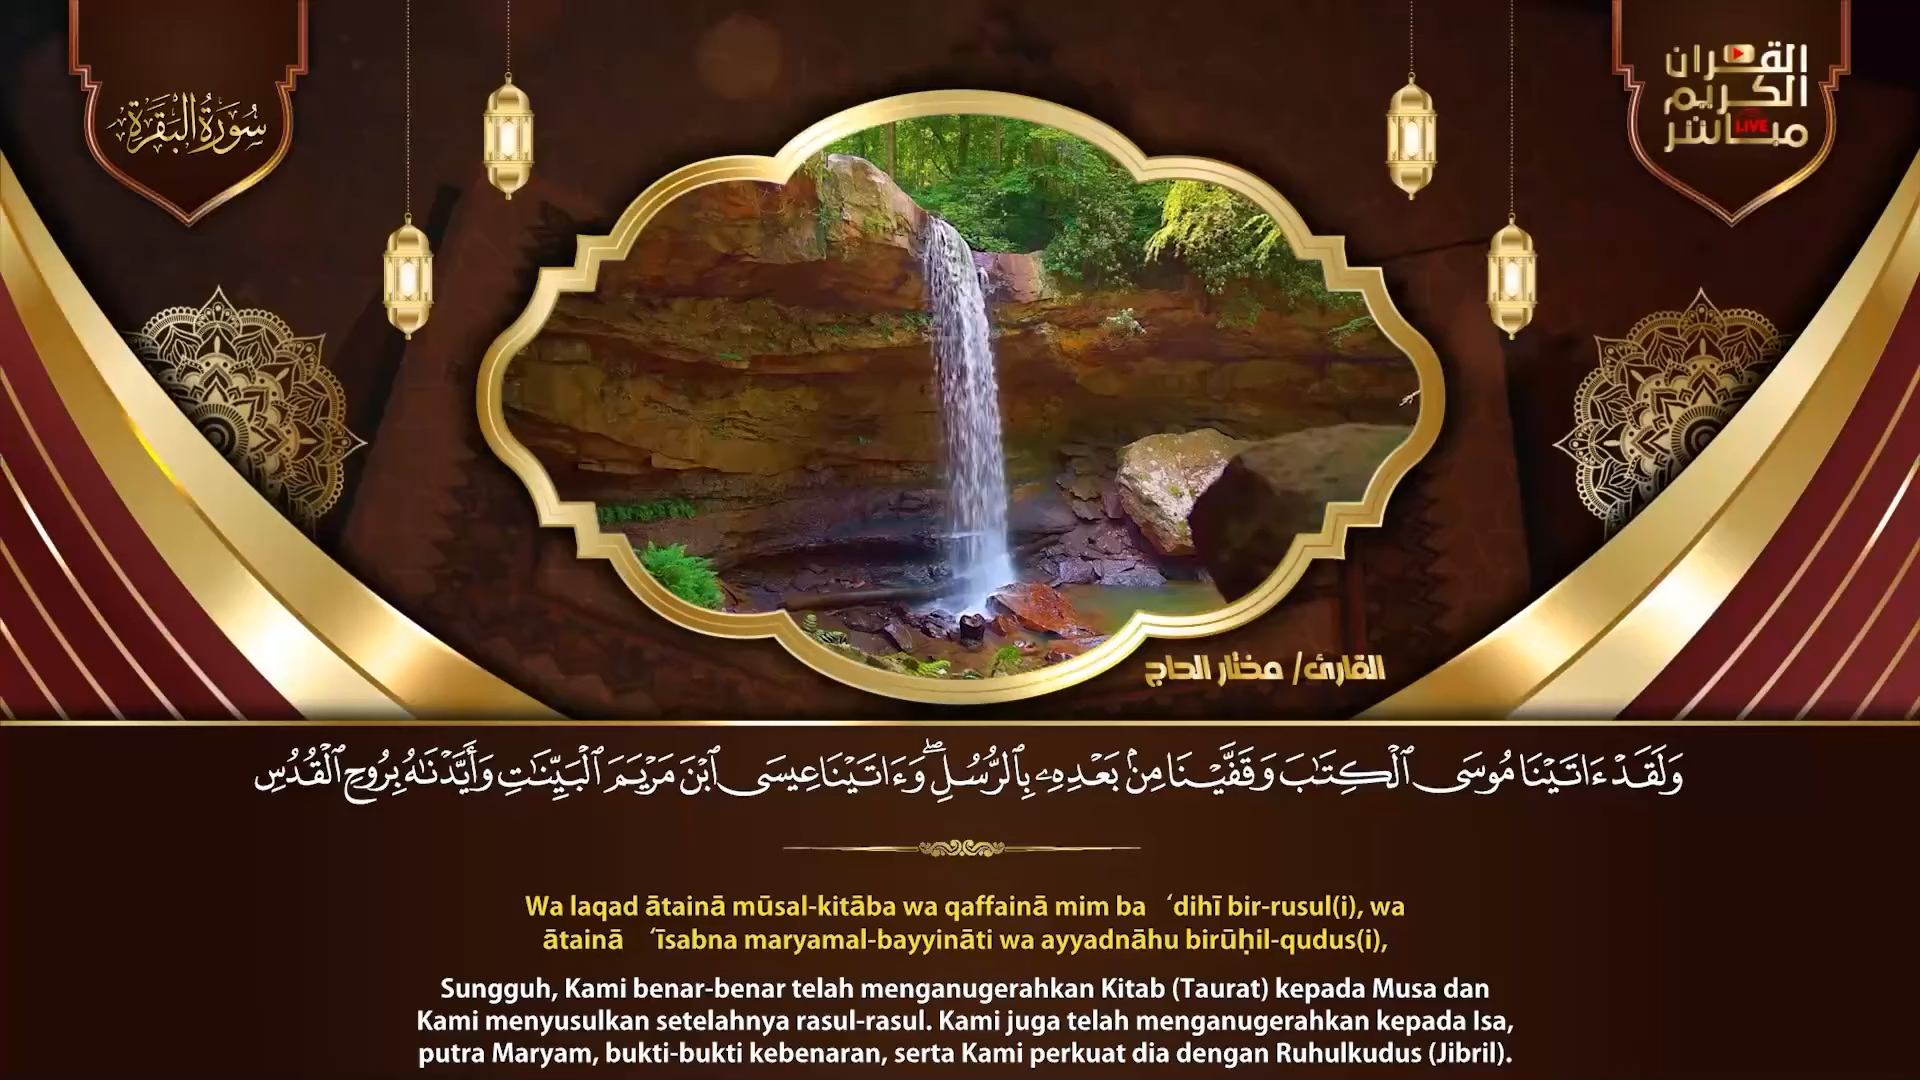 سُورَةُ البَقَرَةِ
القرآن
الكريم
مباشر
LIVE
القارئ/ مختار الحاج
وَلَقَدْ ءَاتَيْنَا مُوسَى ٱلْكِتَٰبَ وَقَفَّيْنَا مِنۢ بَعْدِهِۦ بِٱلرُّسُلِ ۖ وَءَاتَيْنَا عِيسَى ٱبْنَ مَرْيَمَ ٱلْبَيِّنَٰتِ وَأَيَّدْنَٰهُ بِرُوحِ ٱلْقُدُسِ
Wa laqad ātainā mūsal-kitāba wa qaffainā mim ba ‘dihī bir-rusul(i), wa
ātainā ‘īsabna maryamal-bayyināti wa ayyadnāhu birūḥil-qudus(i),
Sungguh, Kami benar-benar telah menganugerahkan Kitab (Taurat) kepada Musa dan
Kami menyusulkan setelahnya rasul-rasul. Kami juga telah menganugerahkan kepada Isa,
putra Maryam, bukti-bukti kebenaran, serta Kami perkuat dia dengan Ruhulkudus (Jibril).